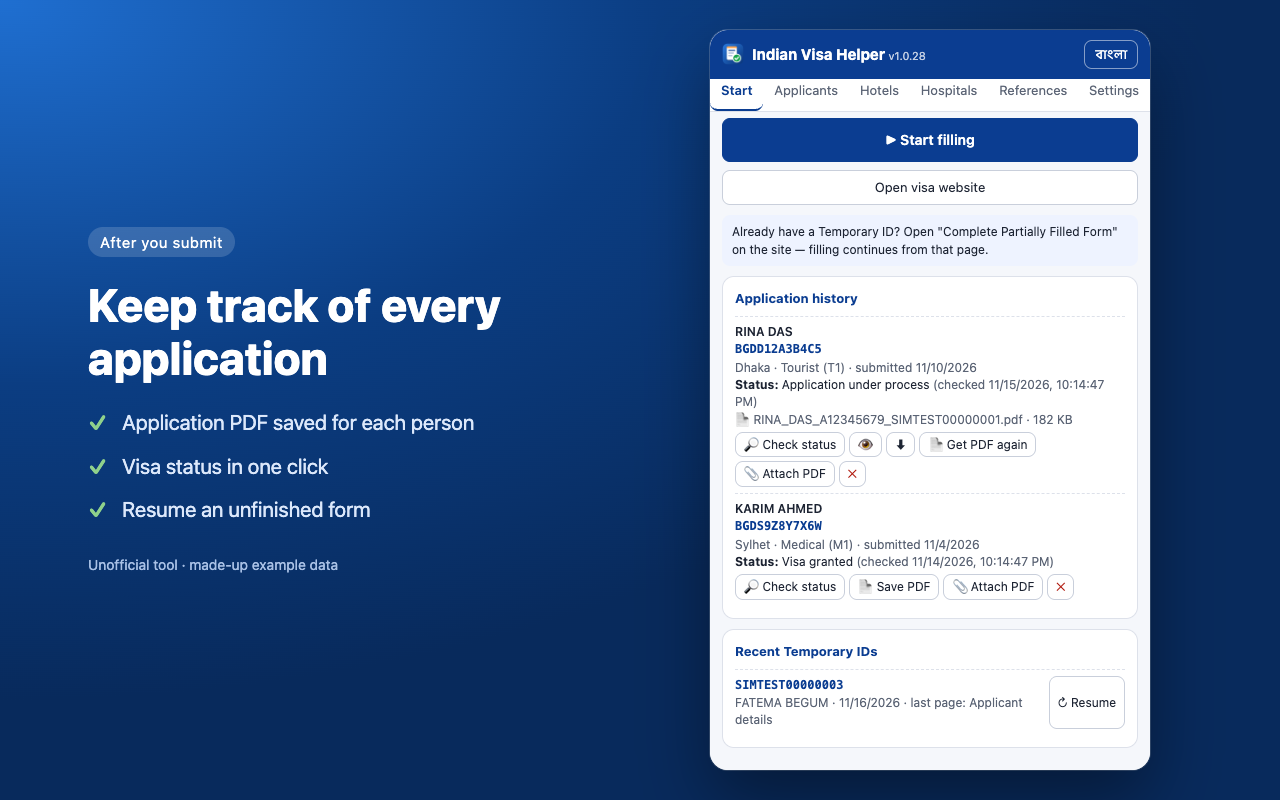 After you submit
Keep track of every
application
Application PDF saved for each person
Visa status in one click
Resume an unfinished form
Unofficial tool · made-up example data
Indian Visa Helper v1.0.28
বাংলা
Start Applicants Hotels Hospitals References Settings
▶ Start filling
Open visa website
Already have a Temporary ID? Open "Complete Partially Filled Form"
on the site — filling continues from that page.
Application history
RINA DAS
BGDD12A3B4C5
Dhaka · Tourist (T1) · submitted 11/10/2026
Status: Application under process (checked 11/15/2026, 10:14:47
PM)
RINA_DAS_A12345679_SIMTEST00000001.pdf · 182 KB
Check status Get PDF again
Attach PDF
KARIM AHMED
BGDS9Z8Y7X6W
Sylhet · Medical (M1) · submitted 11/4/2026
Status: Visa granted (checked 11/14/2026, 10:14:47 PM)
Check status Save PDF Attach PDF
Recent Temporary IDs
SIMTEST00000003
FATEMA BEGUM · 11/16/2026 · last page: Applicant
details
↻ Resume